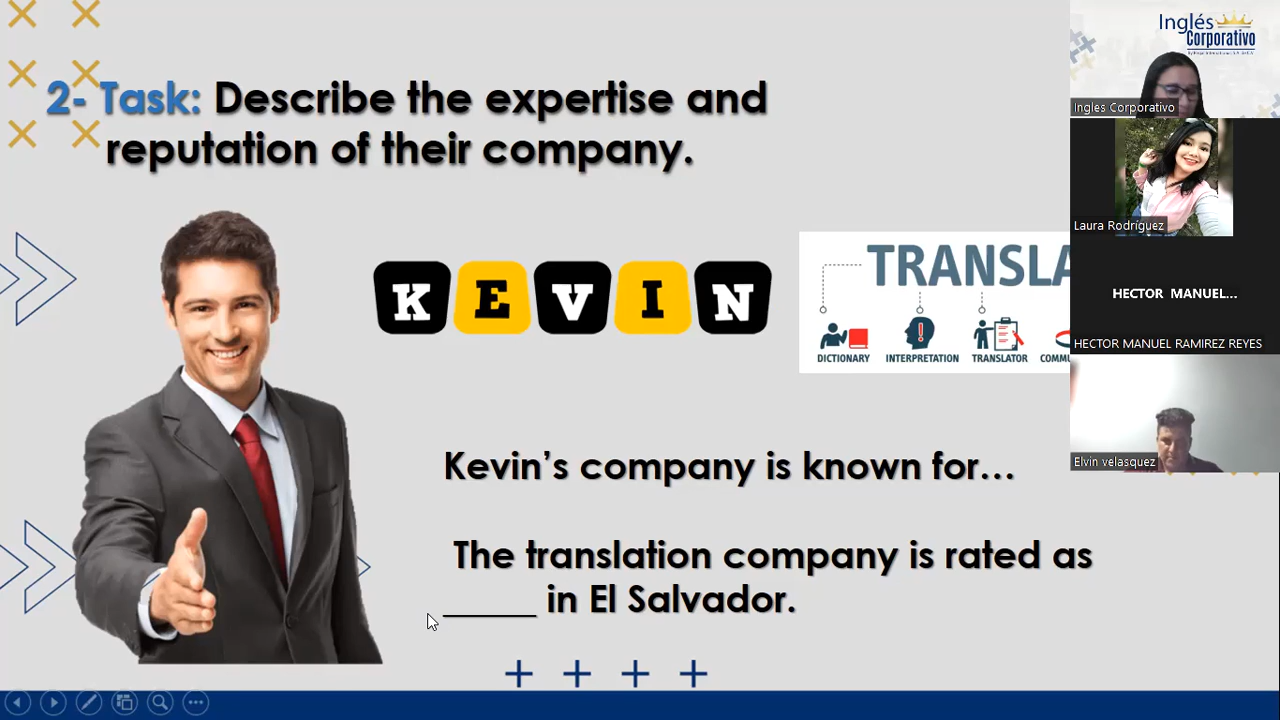 2- Task: Describe the expertise and
reputation of their company.
KEVIN
TRANSLA
DICTIONARY
INTERPRETATION
TRANSLATOR
COMMU
Kevin's company is known for...
The translation company is rated as
______ in El Salvador.
Inglés
Corporativo
Ingles Corporativo
Laura Rodríguez
HECTOR MANUEL...
HECTOR MANUEL RAMIREZ REYES
Elvin velasquez